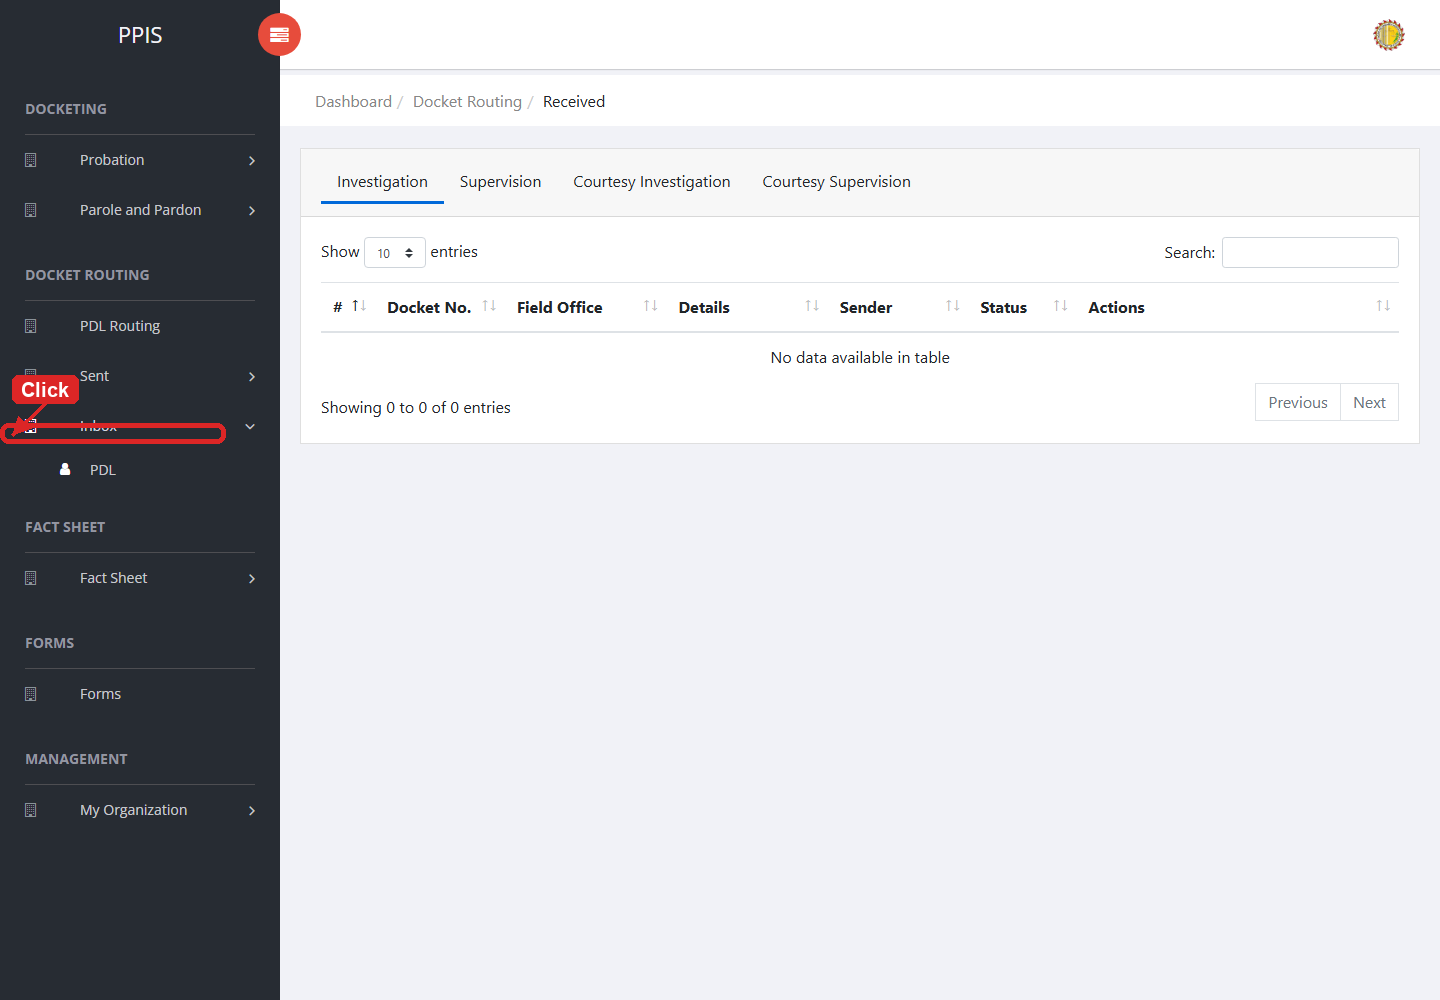 PPIS
DOCKETING
Probation
Parole and Pardon
DOCKET ROUTING
PDL Routing
Sent
Click
Inbox
PDL
FACT SHEET
Fact Sheet
FORMS
Forms
MANAGEMENT
My Organization
Dashboard / Docket Routing / Received
Investigation Supervision Courtesy Investigation Courtesy Supervision
Show 10 entries Search:
# Docket No. Field Office Details Sender Status Actions
No data available in table
Showing 0 to 0 of 0 entries Previous Next